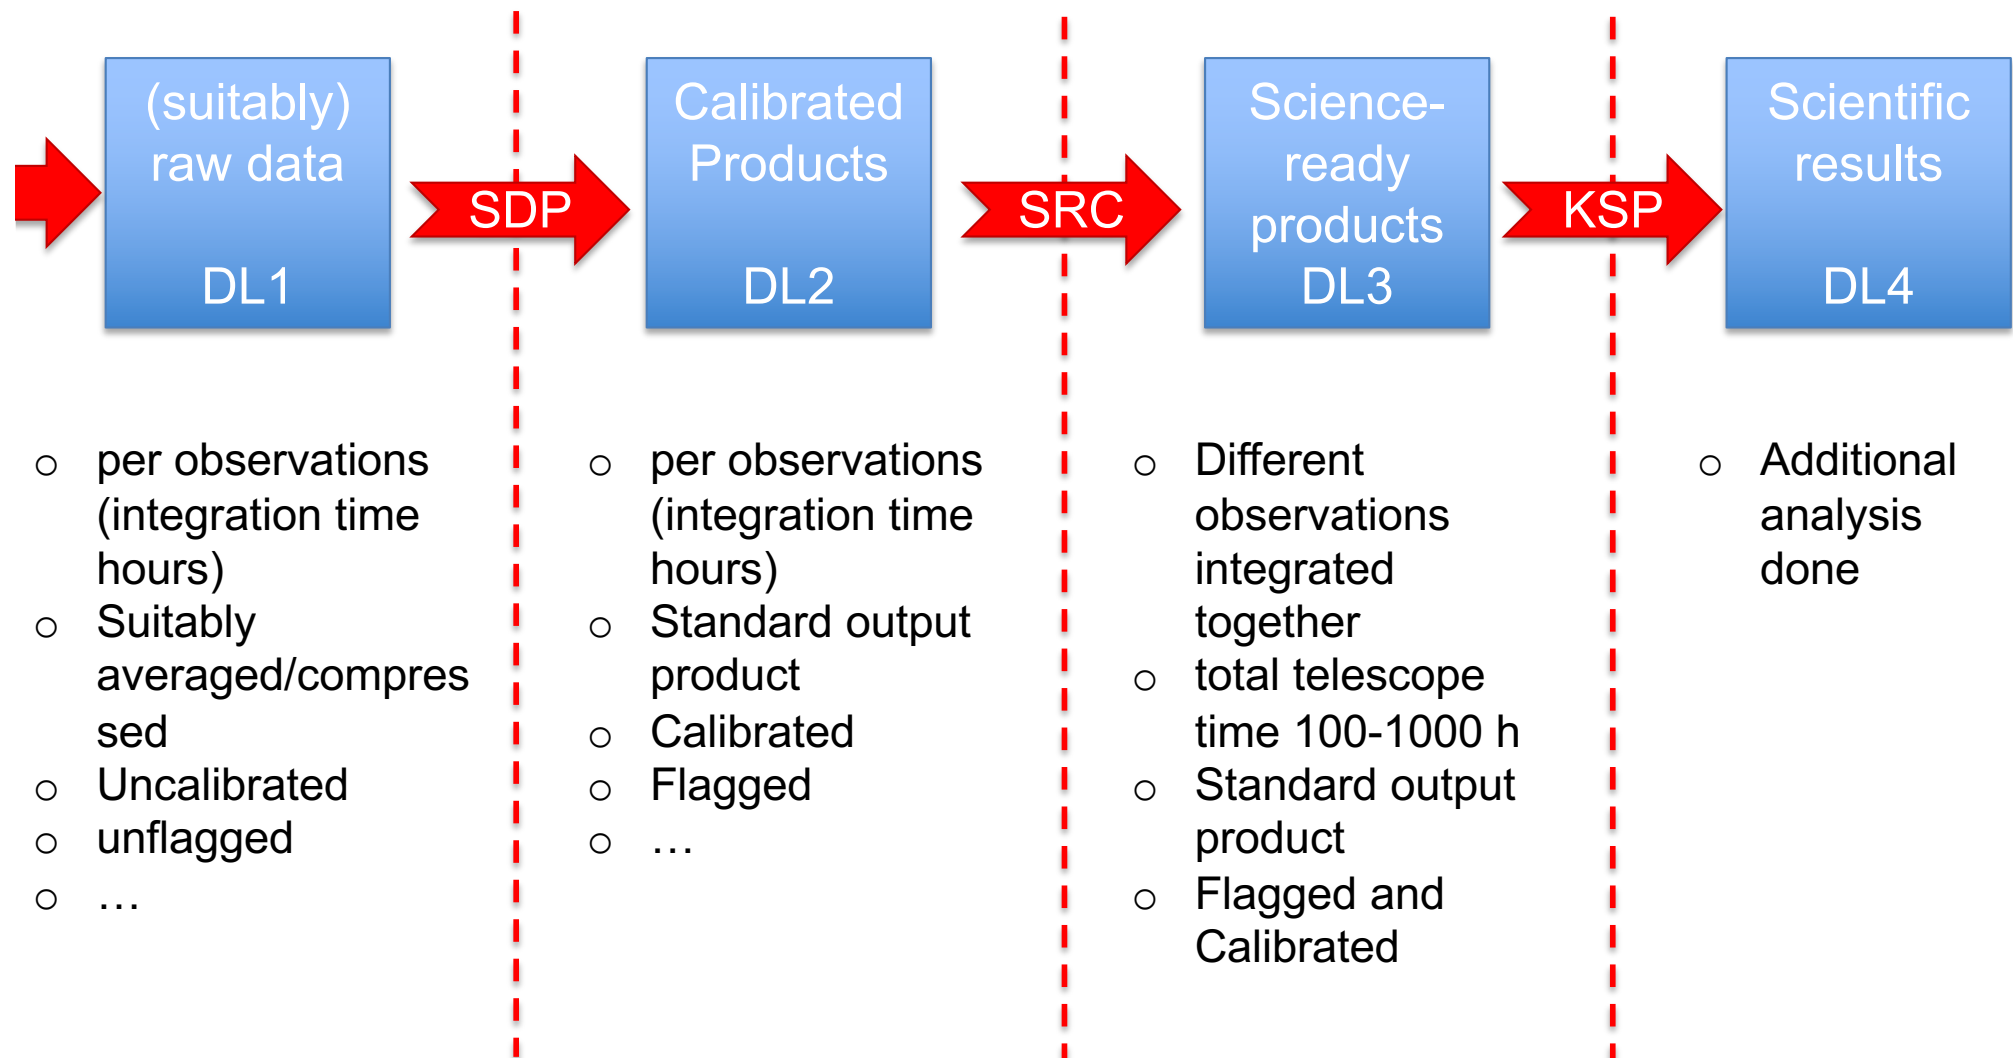 (suitably)
raw data
DL1
SDP
Calibrated
Products
DL2
SRC
Science-
ready
products
DL3
KSP
Scientific
results
DL4
o per observations
(integration time
hours)
o Suitably
averaged/compres
sed
o Uncalibrated
o unflagged
o …
o per observations
(integration time
hours)
o Standard output
product
o Calibrated
o Flagged
o …
o Different
observations
integrated
together
o total telescope
time 100-1000 h
o Standard output
product
o Flagged and
Calibrated
o Additional
analysis
done